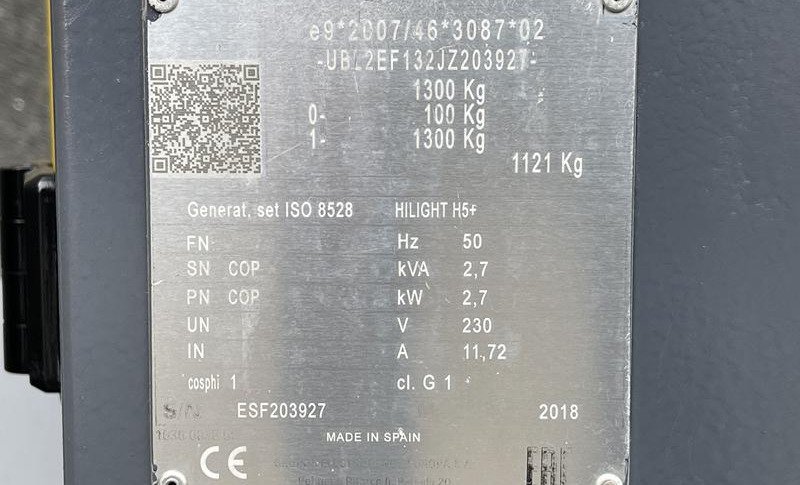 e9*2007/46*3087*02
-UBL2EF132JZ203927-
1300 Kg
0- 100 Kg
1- 1300 Kg
1121 Kg
Generat, set ISO 8528 HILIGHT H5+
FN Hz 50
SN COP kVA 2,7
PN COP kW 2,7
UN V 230
IN A 11,72
cosphi 1 cl. G 1
S/N ESF203927 2018
MADE IN SPAIN
CE